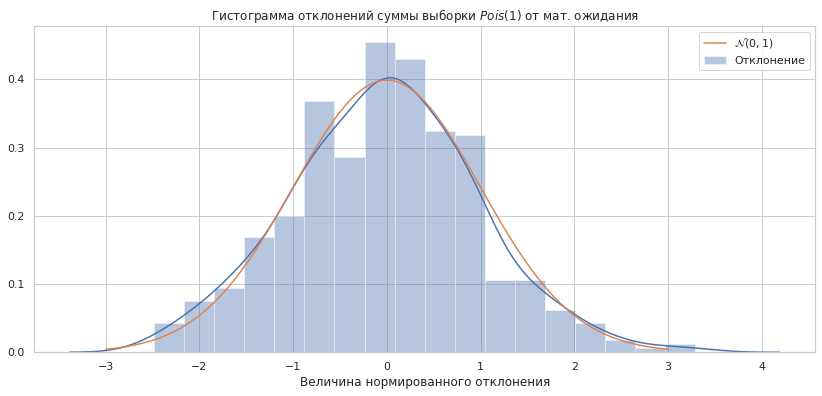 Гистограмма отклонений суммы выборки Pois(1) от мат. ожидания
𝒩(0, 1)
Отклонение
0.4
0.3
0.2
0.1
0.0
−3 −2 −1 0 1 2 3 4
Величина нормированного отклонения